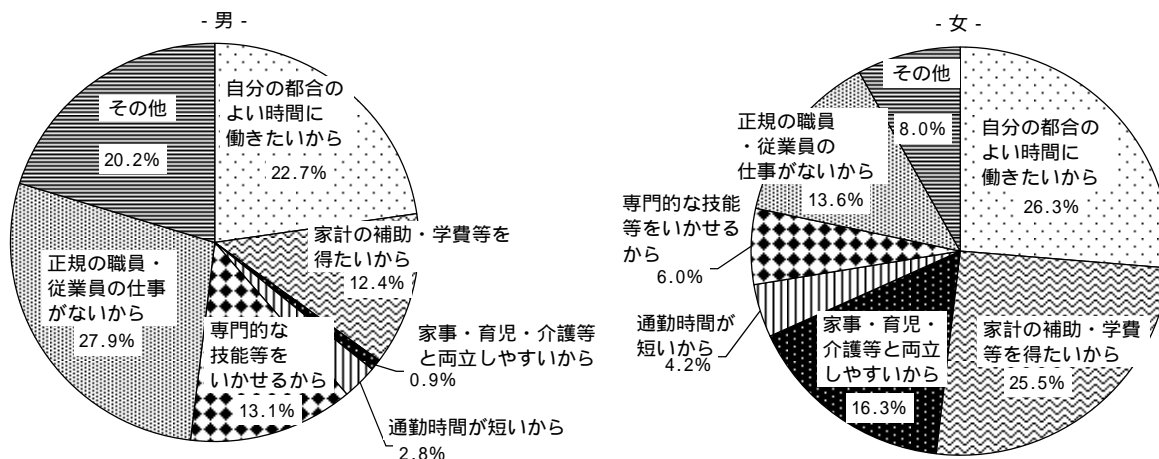 - 男 -
自分の都合の
よい時間に
働きたいから
22.7%
家計の補助・学費等を
得たいから
12.4%
家事・育児・介護等
と両立しやすいから
0.9%
通勤時間が短いから
2.8%
専門的な
技能等を
いかせるから
13.1%
正規の職員・
従業員の仕事
がないから
27.9%
その他
20.2%
- 女 -
自分の都合の
よい時間に
働きたいから
26.3%
家計の補助・学費
等を得たいから
25.5%
家事・育児・
介護等と両立
しやすいから
16.3%
通勤時間が
短いから
4.2%
専門的な技能
等をいかせる
から
6.0%
正規の職員
・従業員の
仕事がないから
13.6%
その他
8.0%